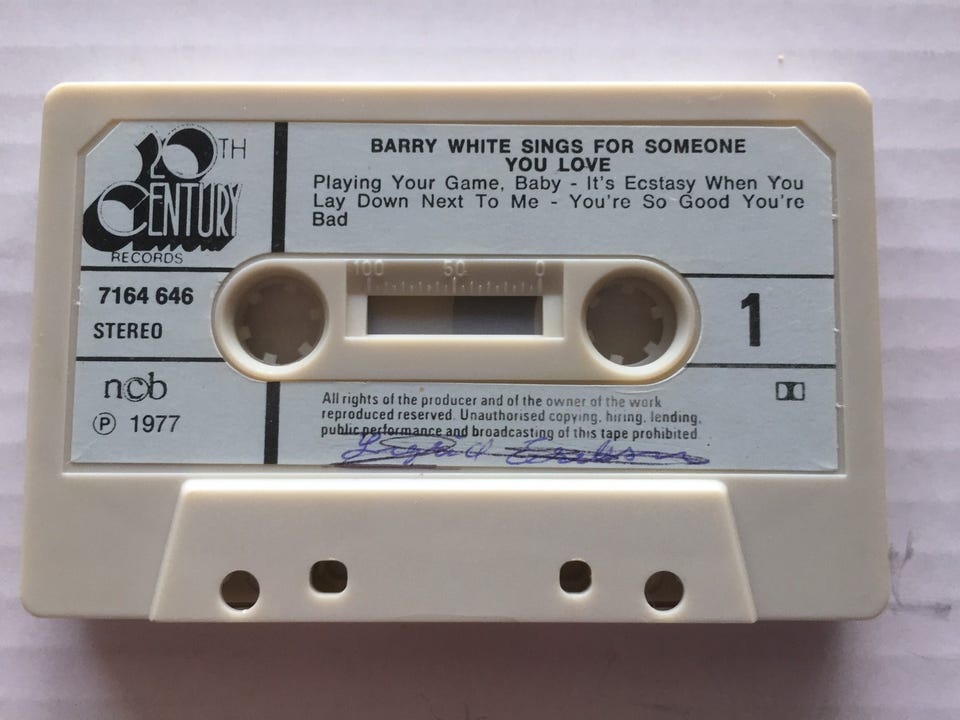 20TH
CENTURY
RECORDS
BARRY WHITE SINGS FOR SOMEONE
YOU LOVE
Playing Your Game, Baby - It's Ecstasy When You
Lay Down Next To Me - You're So Good You're
Bad
100 50 0
7164 646
STEREO
1
ncb
℗ 1977
All rights of the producer and of the owner of the work
reproduced reserved. Unauthorised copying, hiring, lending,
public performance and broadcasting of this tape prohibited